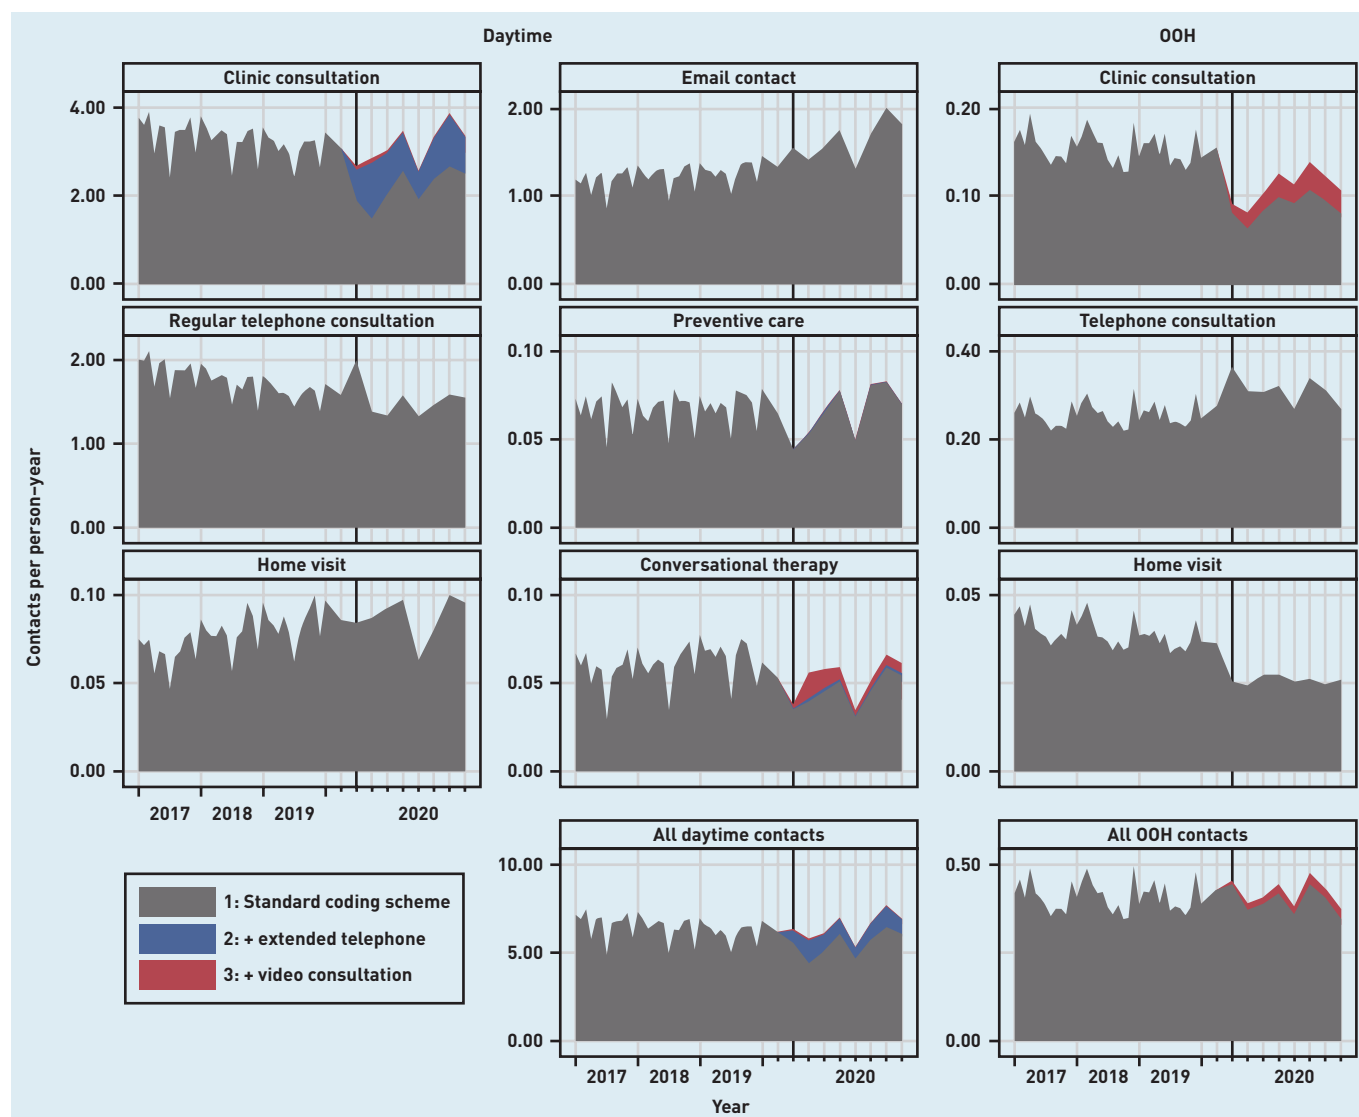 Daytime
OOH
Clinic consultation
4.00
2.00
0.00
Email contact
2.00
1.00
0.00
Clinic consultation
0.20
0.10
0.00
Regular telephone consultation
2.00
1.00
0.00
Preventive care
0.10
0.05
0.00
Telephone consultation
0.40
0.20
0.00
Contacts per person–year
Home visit
0.10
0.05
0.00
2017 2018 2019 2020
Conversational therapy
0.10
0.05
0.00
Home visit
0.05
0.00
1: Standard coding scheme
2: + extended telephone
3: + video consultation
All daytime contacts
10.00
5.00
0.00
2017 2018 2019 2020
All OOH contacts
0.50
0.00
2017 2018 2019 2020
Year